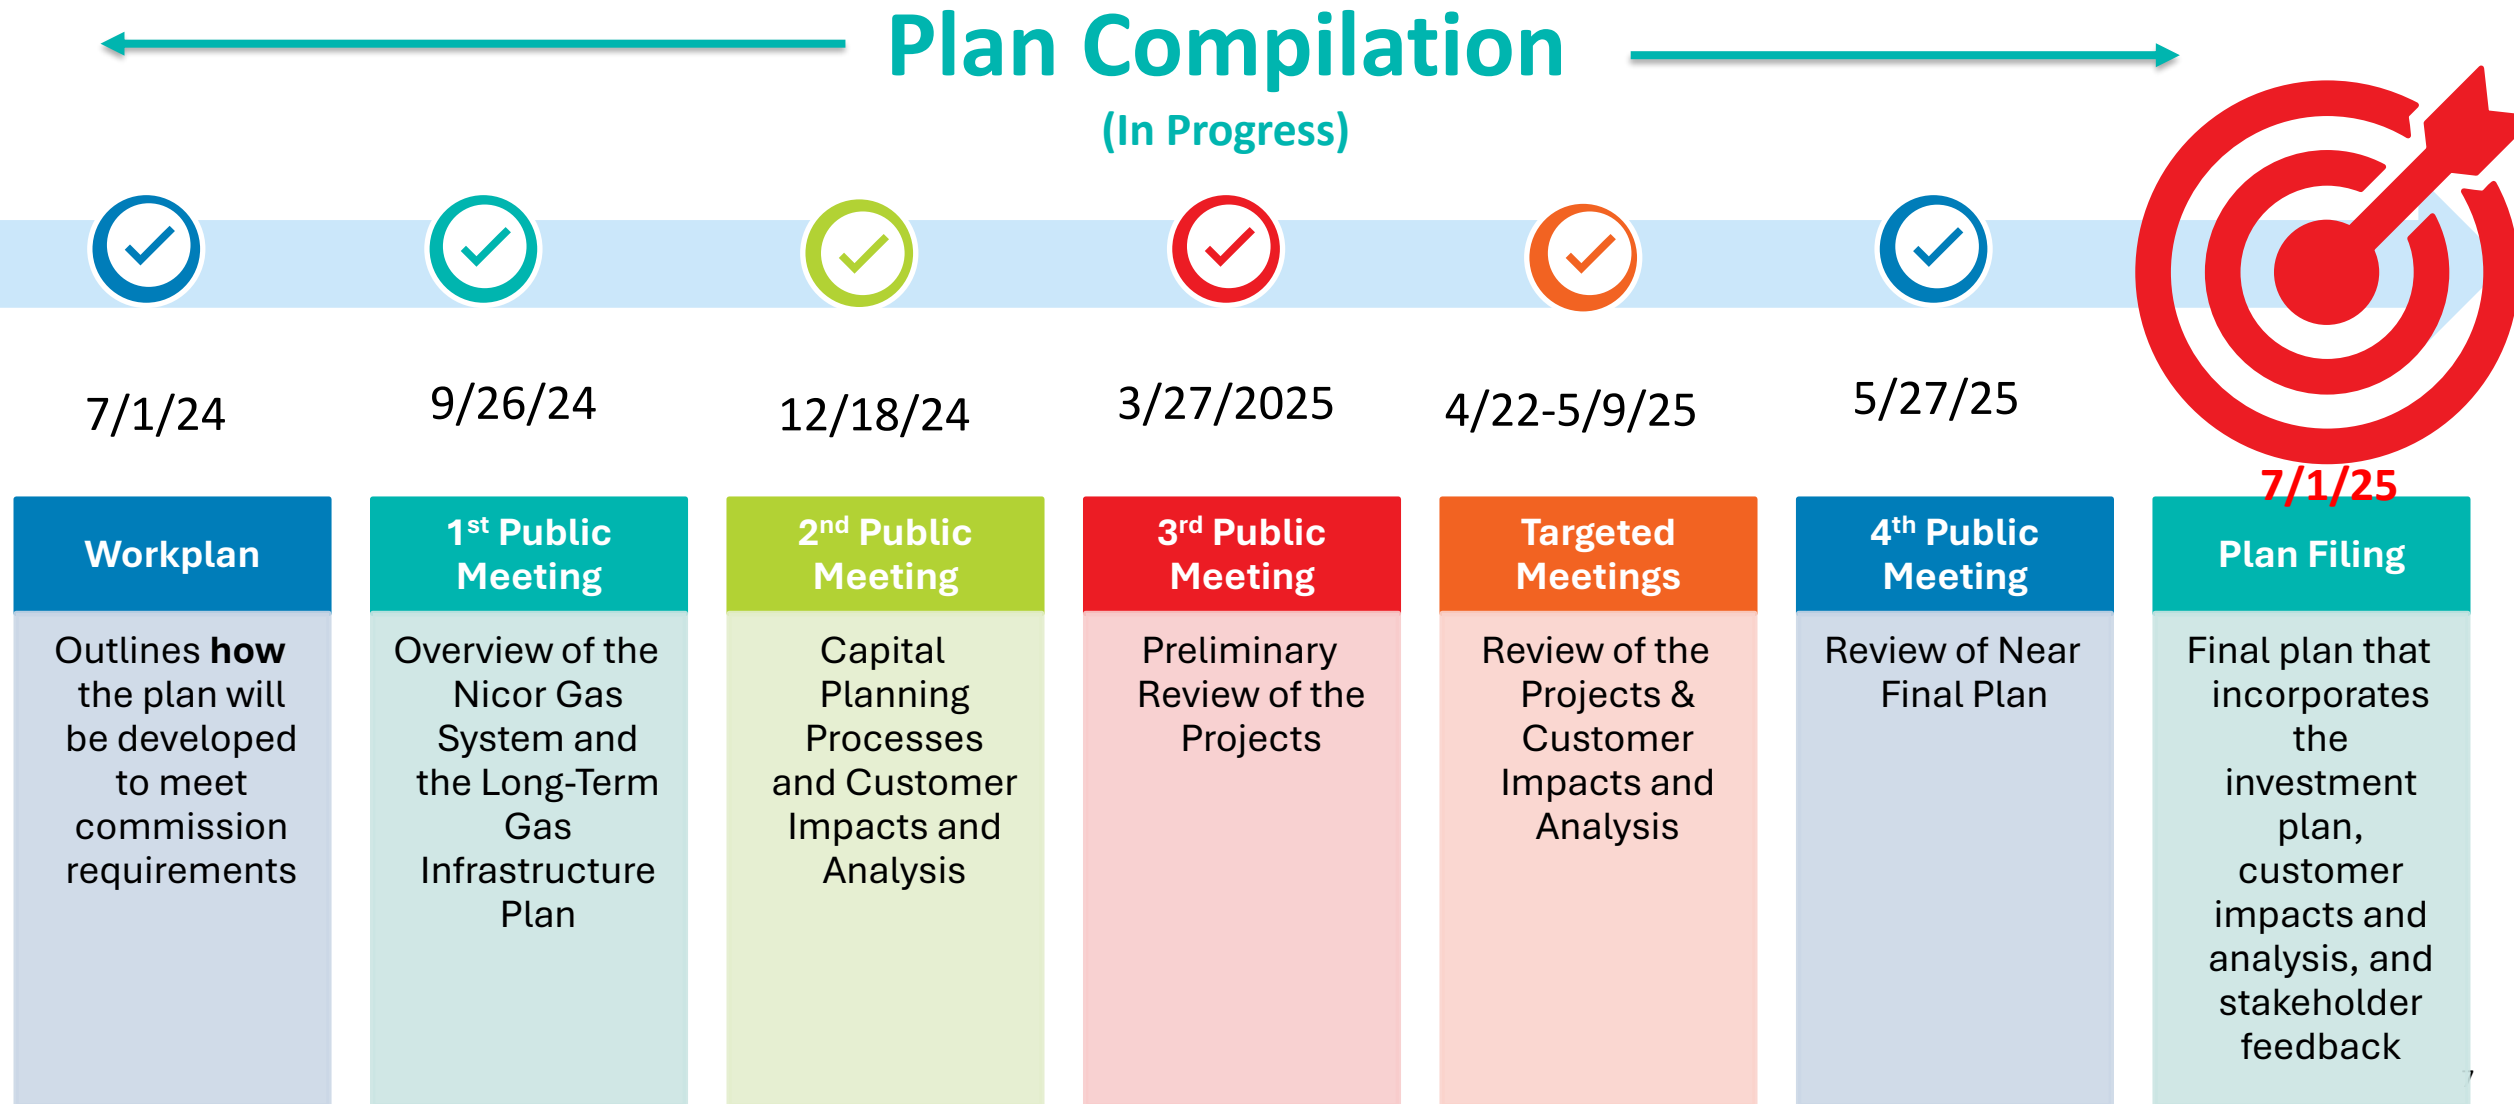 Plan Compilation
(In Progress)
7/1/24
9/26/24
12/18/24
3/27/2025
4/22-5/9/25
5/27/25
7/1/25
Workplan
Outlines how
the plan will
be developed
to meet
commission
requirements
1st Public
Meeting
Overview of the
Nicor Gas
System and
the Long-Term
Gas
Infrastructure
Plan
2nd Public
Meeting
Capital
Planning
Processes
and Customer
Impacts and
Analysis
3rd Public
Meeting
Preliminary
Review of the
Projects
Targeted
Meetings
Review of the
Projects &
Customer
Impacts and
Analysis
4th Public
Meeting
Review of Near
Final Plan
Plan Filing
Final plan that
incorporates
the
investment
plan,
customer
impacts and
analysis, and
stakeholder
feedback
7